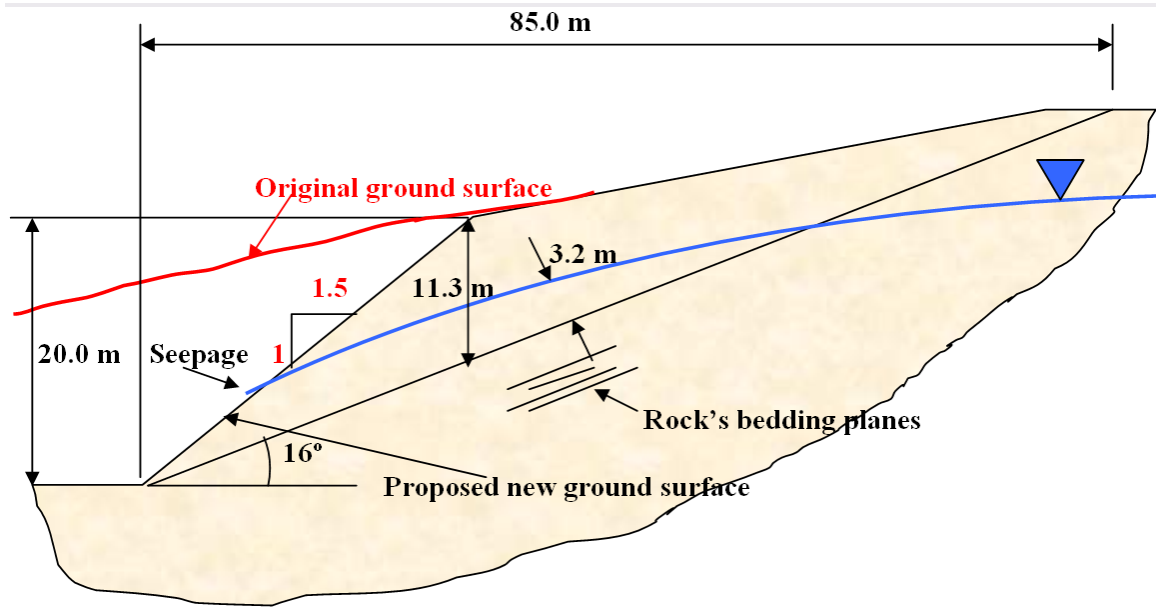 85.0 m
Original ground surface
3.2 m
1.5
11.3 m
20.0 m
Seepage
1
Rock's bedding planes
16º
Proposed new ground surface